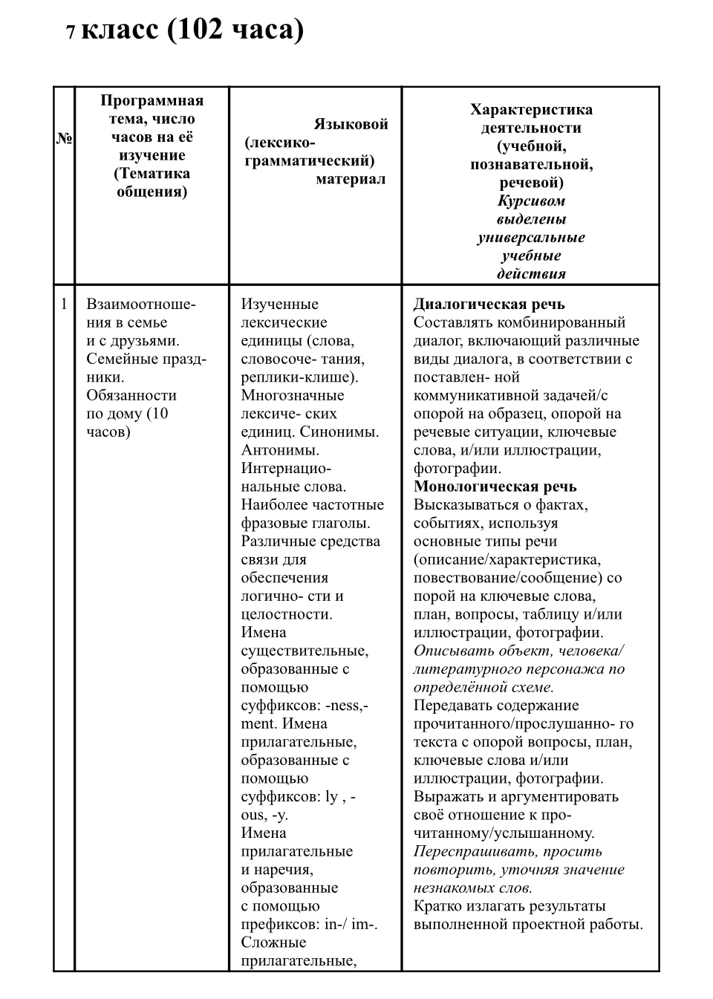 7 класс (102 часа)
№
Программная
тема, число
часов на её
изучение
(Тематика
общения)
Языковой
(лексико-
грамматический)
материал
Характеристика
деятельности
(учебной,
познавательной,
речевой)
Курсивом
выделены
универсальные
учебные
действия
1
Взаимоотноше-
ния в семье
и с друзьями.
Семейные празд-
ники.
Обязанности
по дому (10
часов)
Изученные
лексические
единицы (слова,
словосоче- тания,
реплики-клише).
Многозначные
лексиче- ских
единиц. Синонимы.
Антонимы.
Интернацио-
нальные слова.
Наиболее частотные
фразовые глаголы.
Различные средства
связи для
обеспечения
логично- сти и
целостности.
Имена
существительные,
образованные с
помощью
суффиксов: -ness,-
ment. Имена
прилагательные,
образованные с
помощью
суффиксов: ly , -
ous, -y.
Имена
прилагательные
и наречия,
образованные
с помощью
префиксов: in-/ im-.
Сложные
прилагательные,
Диалогическая речь
Составлять комбинированный
диалог, включающий различные
виды диалога, в соответствии с
поставлен- ной
коммуникативной задачей/с
опорой на образец, опорой на
речевые ситуации, ключевые
слова, и/или иллюстрации,
фотографии.
Монологическая речь
Высказываться о фактах,
событиях, используя
основные типы речи
(описание/характеристика,
повествование/сообщение) со
порой на ключевые слова,
план, вопросы, таблицу и/или
иллюстрации, фотографии.
Описывать объект, человека/
литературного персонажа по
определённой схеме.
Передавать содержание
прочитанного/прослушанно- го
текста с опорой вопросы, план,
ключевые слова и/или
иллюстрации, фотографии.
Выражать и аргументировать
своё отношение к про-
читанному/услышанному.
Переспрашивать, просить
повторить, уточняя значение
незнакомых слов.
Кратко излагать результаты
выполненной проектной работы.